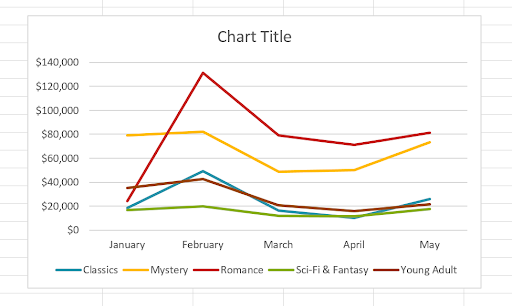 Chart Title
$140,000
$120,000
$100,000
$80,000
$60,000
$40,000
$20,000
$0
January February March April May
Classics Mystery Romance Sci-Fi & Fantasy Young Adult